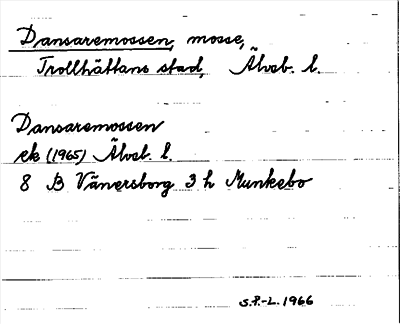 Dansaremossen, mosse,
Trollhättans stad, Älvsb. l.
Dansaremossen
ek (1965) Älvsb. l.
8 B Vänersborg 3 h Munkebo
S.P.-L. 1966